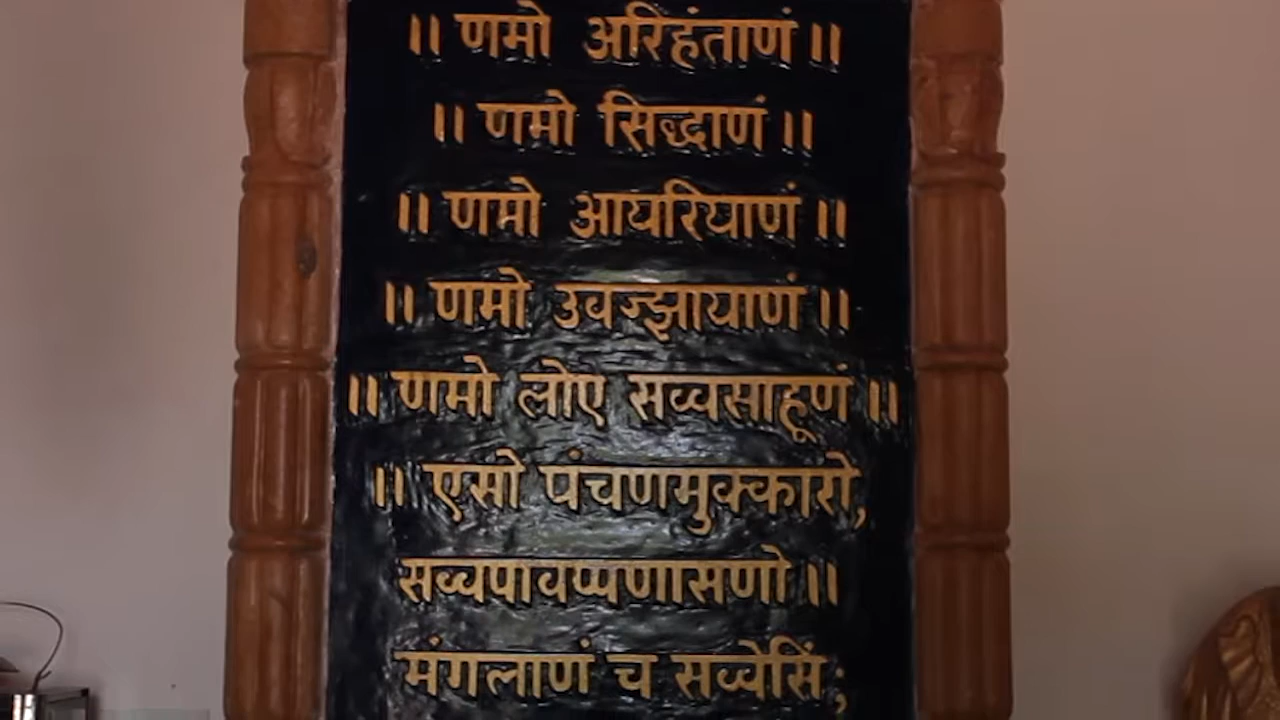 ॥ णमो अरिहंताणं ॥
॥ णमो सिद्धाणं ॥
॥ णमो आयरियाणं ॥
॥ णमो उवज्झायाणं ॥
॥ णमो लोए सव्वसाहूणं ॥
॥ एसो पंचणमुक्कारो,
सव्वपावप्पणासणो ॥
मंगलाणं च सव्वेसिं;